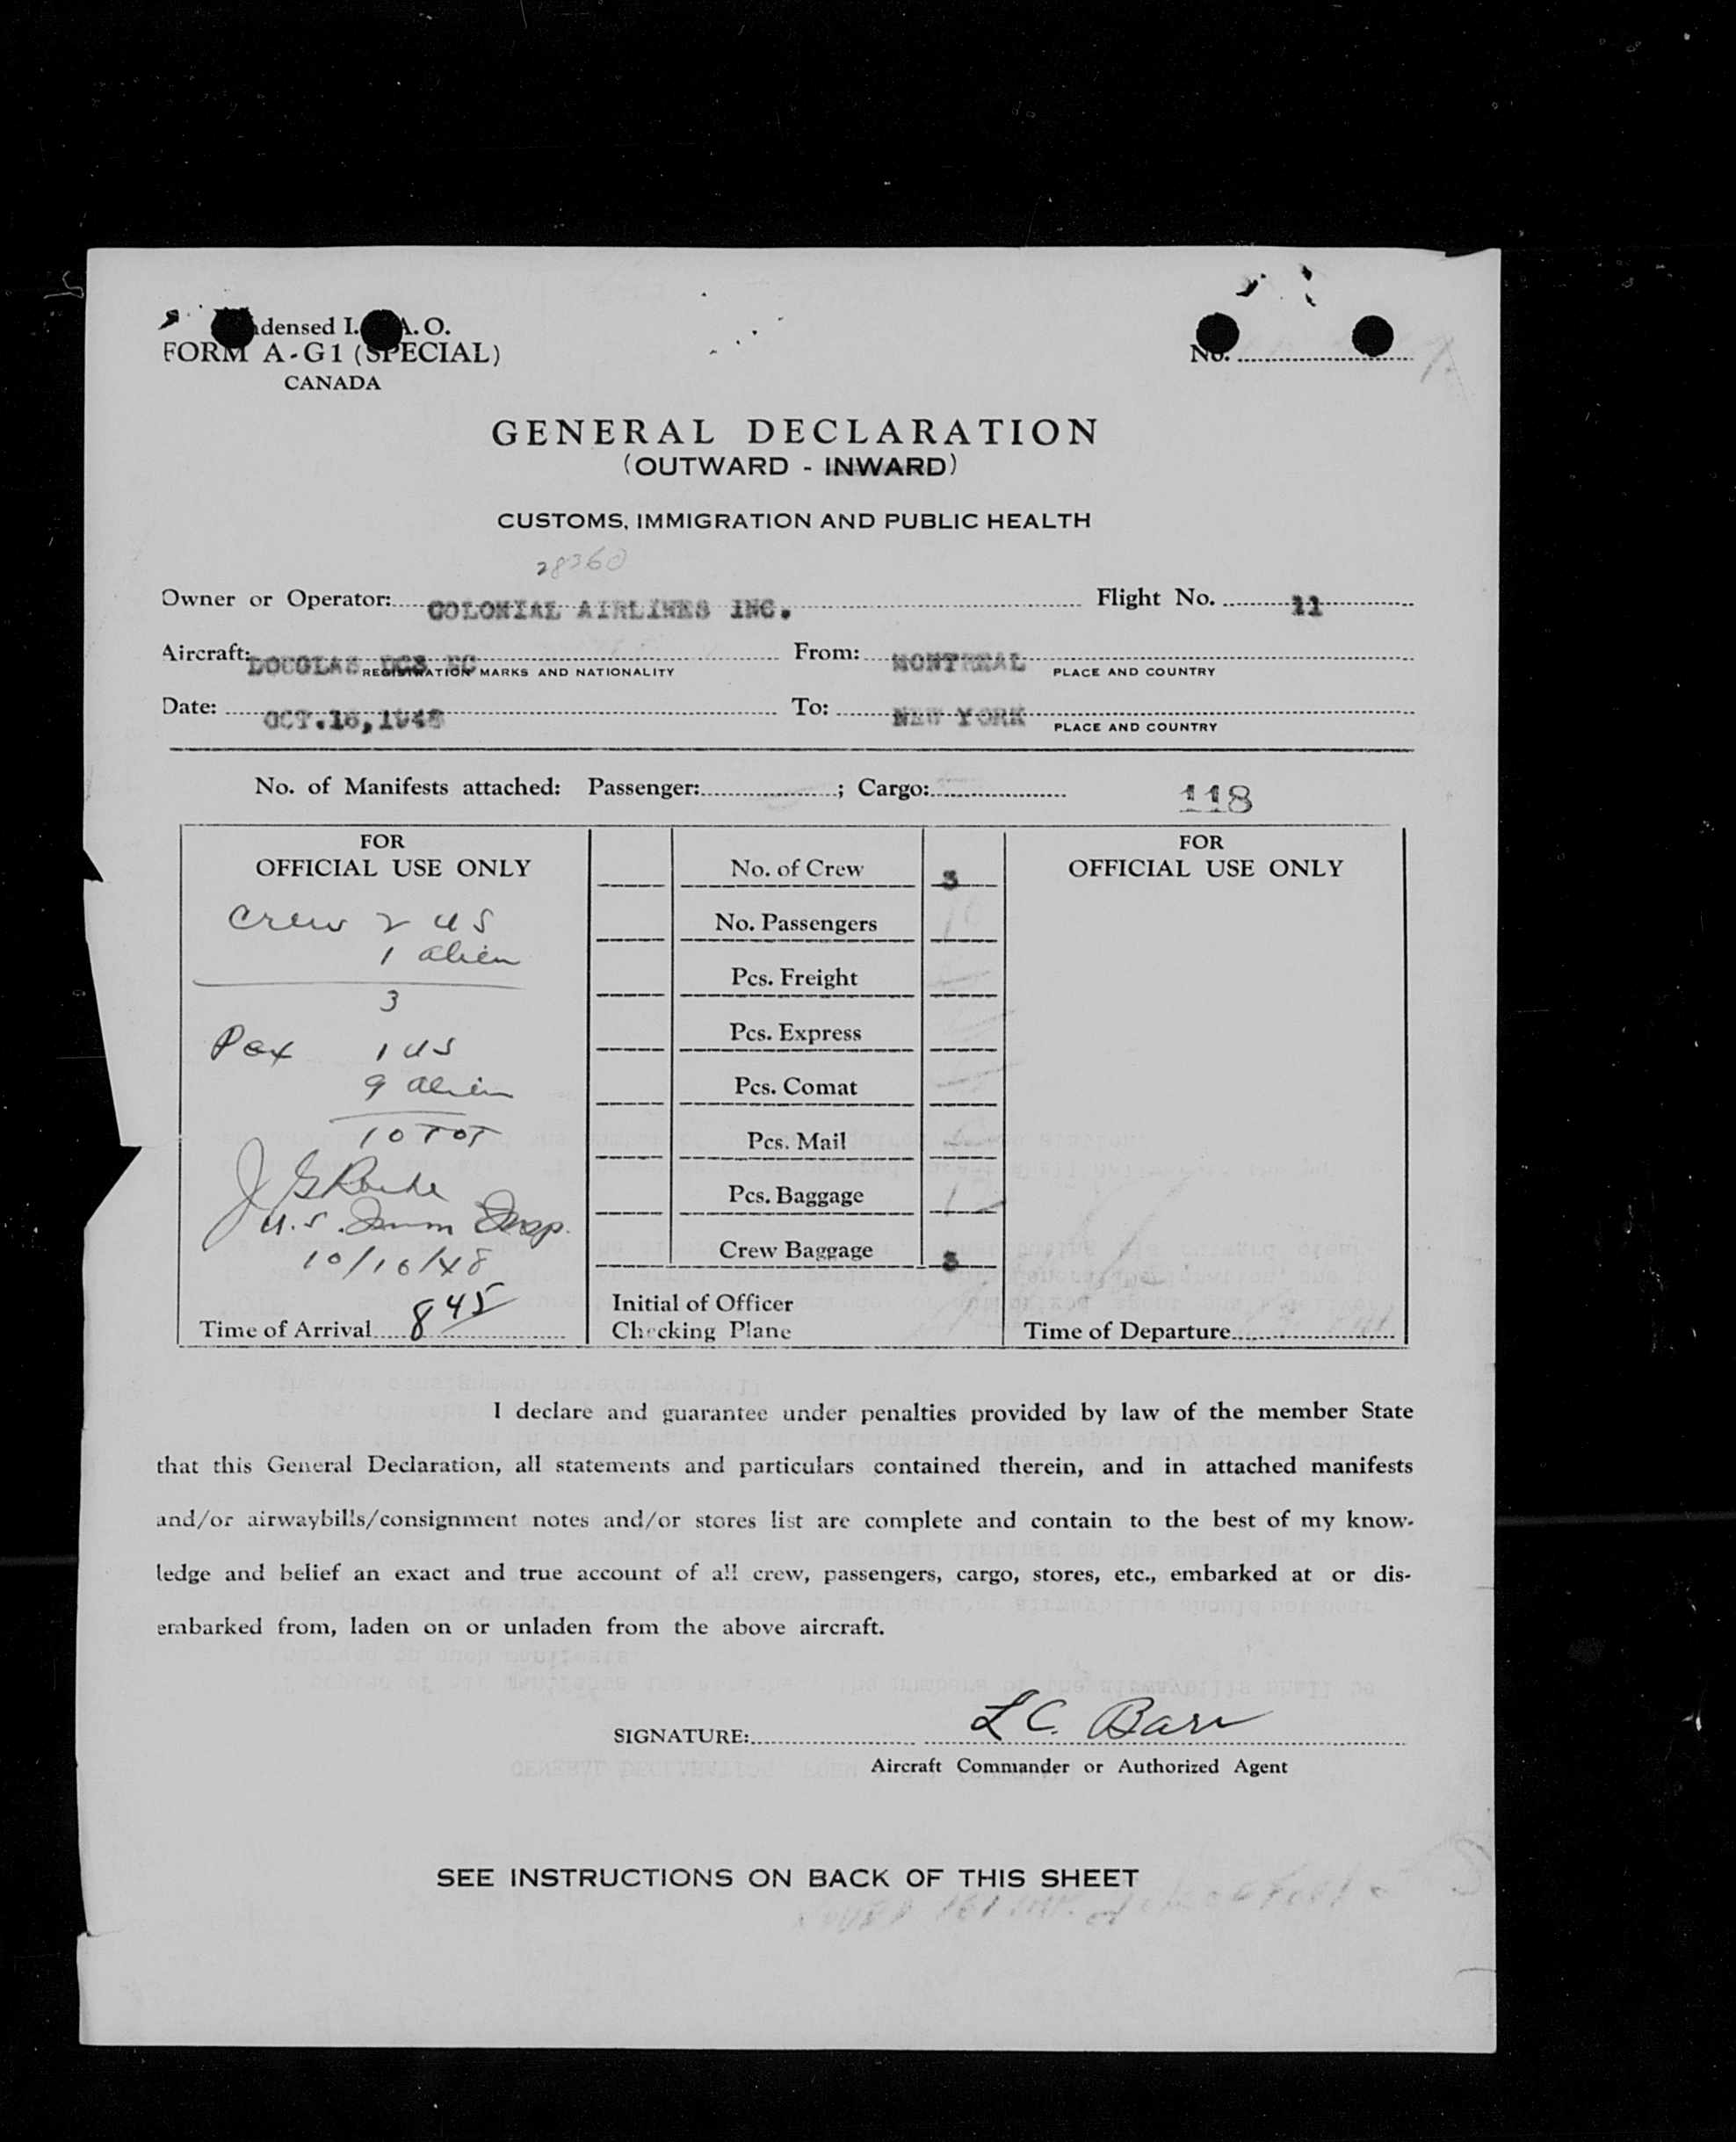 densed I. A. O.
FORM A-G1 (SPECIAL)
CANADA
No.
GENERAL DECLARATION
(OUTWARD - INWARD)
CUSTOMS, IMMIGRATION AND PUBLIC HEALTH
28360
Owner or Operator: COLONIAL AIRLINES INC. Flight No. 11
Aircraft: DOUGLAS DC3 NC From: MONTREAL
REGISTRATION MARKS AND NATIONALITY PLACE AND COUNTRY
Date: OCT.16,1948 To: NEW YORK
PLACE AND COUNTRY
No. of Manifests attached: Passenger: ; Cargo: 118
FOR
OFFICIAL USE ONLY
Crew 2 US
1 alien
3
Pax 1 US
9 alien
10 TOT
U.S. Imm Insp.
10/16/48
Time of Arrival 8 45
No. of Crew 3
No. Passengers 10
Pcs. Freight
Pcs. Express
Pcs. Comat
Pcs. Mail
Pcs. Baggage
Crew Baggage 3
Initial of Officer
Checking Plane
FOR
OFFICIAL USE ONLY
Time of Departure
I declare and guarantee under penalties provided by law of the member State
that this General Declaration, all statements and particulars contained therein, and in attached manifests
and/or airwaybills/consignment notes and/or stores list are complete and contain to the best of my know-
ledge and belief an exact and true account of all crew, passengers, cargo, stores, etc., embarked at or dis-
embarked from, laden on or unladen from the above aircraft.
SIGNATURE: L C. Barr
Aircraft Commander or Authorized Agent
SEE INSTRUCTIONS ON BACK OF THIS SHEET